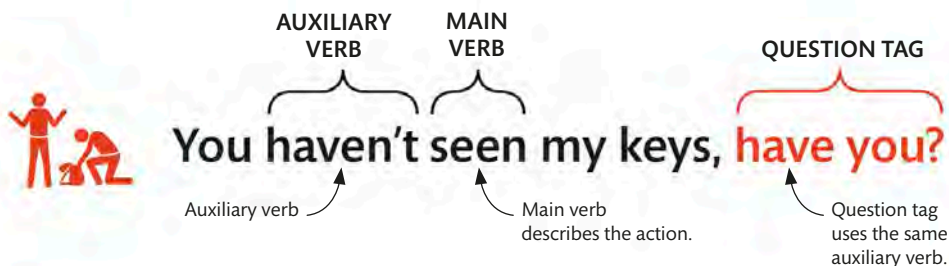 AUXILIARY VERB
MAIN VERB
QUESTION TAG
You haven't seen my keys, have you?
Auxiliary verb
Main verb
describes the action.
Question tag
uses the same
auxiliary verb.